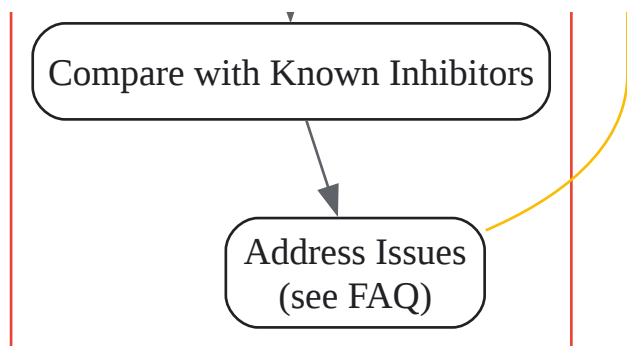 Compare with Known Inhibitors
Address Issues
(see FAQ)